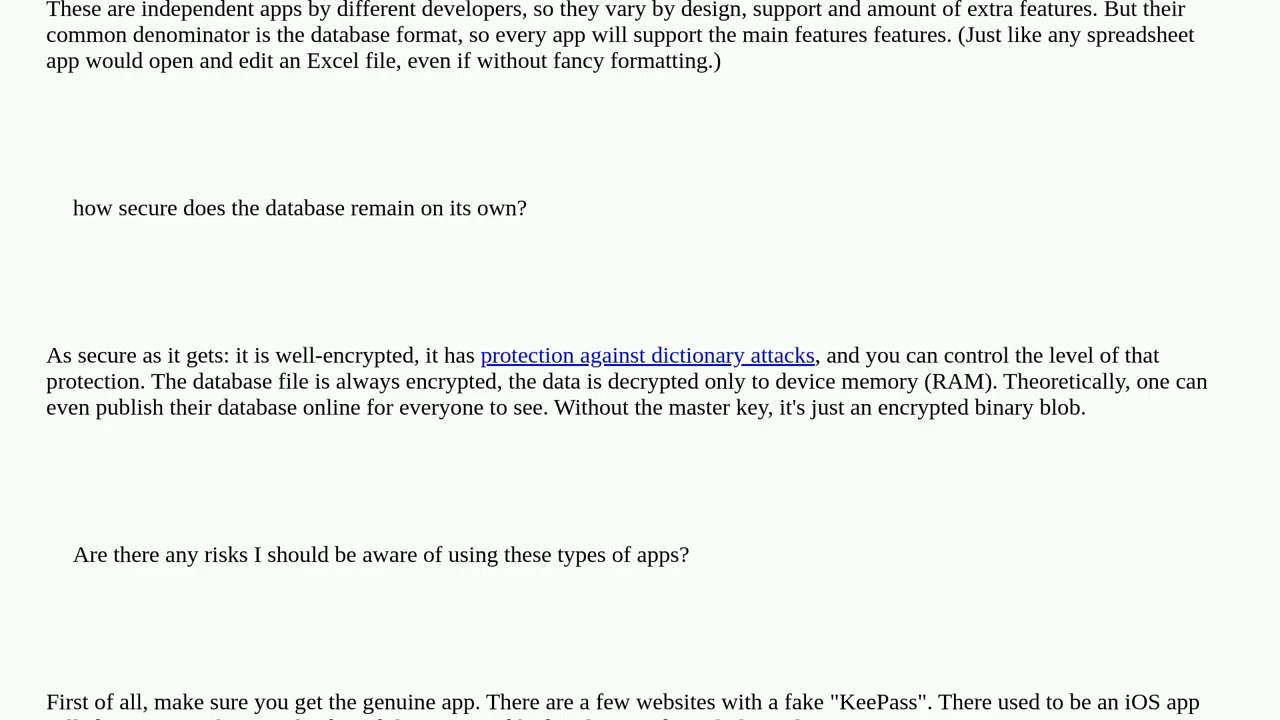 These are independent apps by different developers, so they vary by design, support and amount of extra features. But their
common denominator is the database format, so every app will support the main features features. (Just like any spreadsheet
app would open and edit an Excel file, even if without fancy formatting.)
how secure does the database remain on its own?
As secure as it gets: it is well-encrypted, it has protection against dictionary attacks, and you can control the level of that
protection. The database file is always encrypted, the data is decrypted only to device memory (RAM). Theoretically, one can
even publish their database online for everyone to see. Without the master key, it's just an encrypted binary blob.
Are there any risks I should be aware of using these types of apps?
First of all, make sure you get the genuine app. There are a few websites with a fake "KeePass". There used to be an iOS app